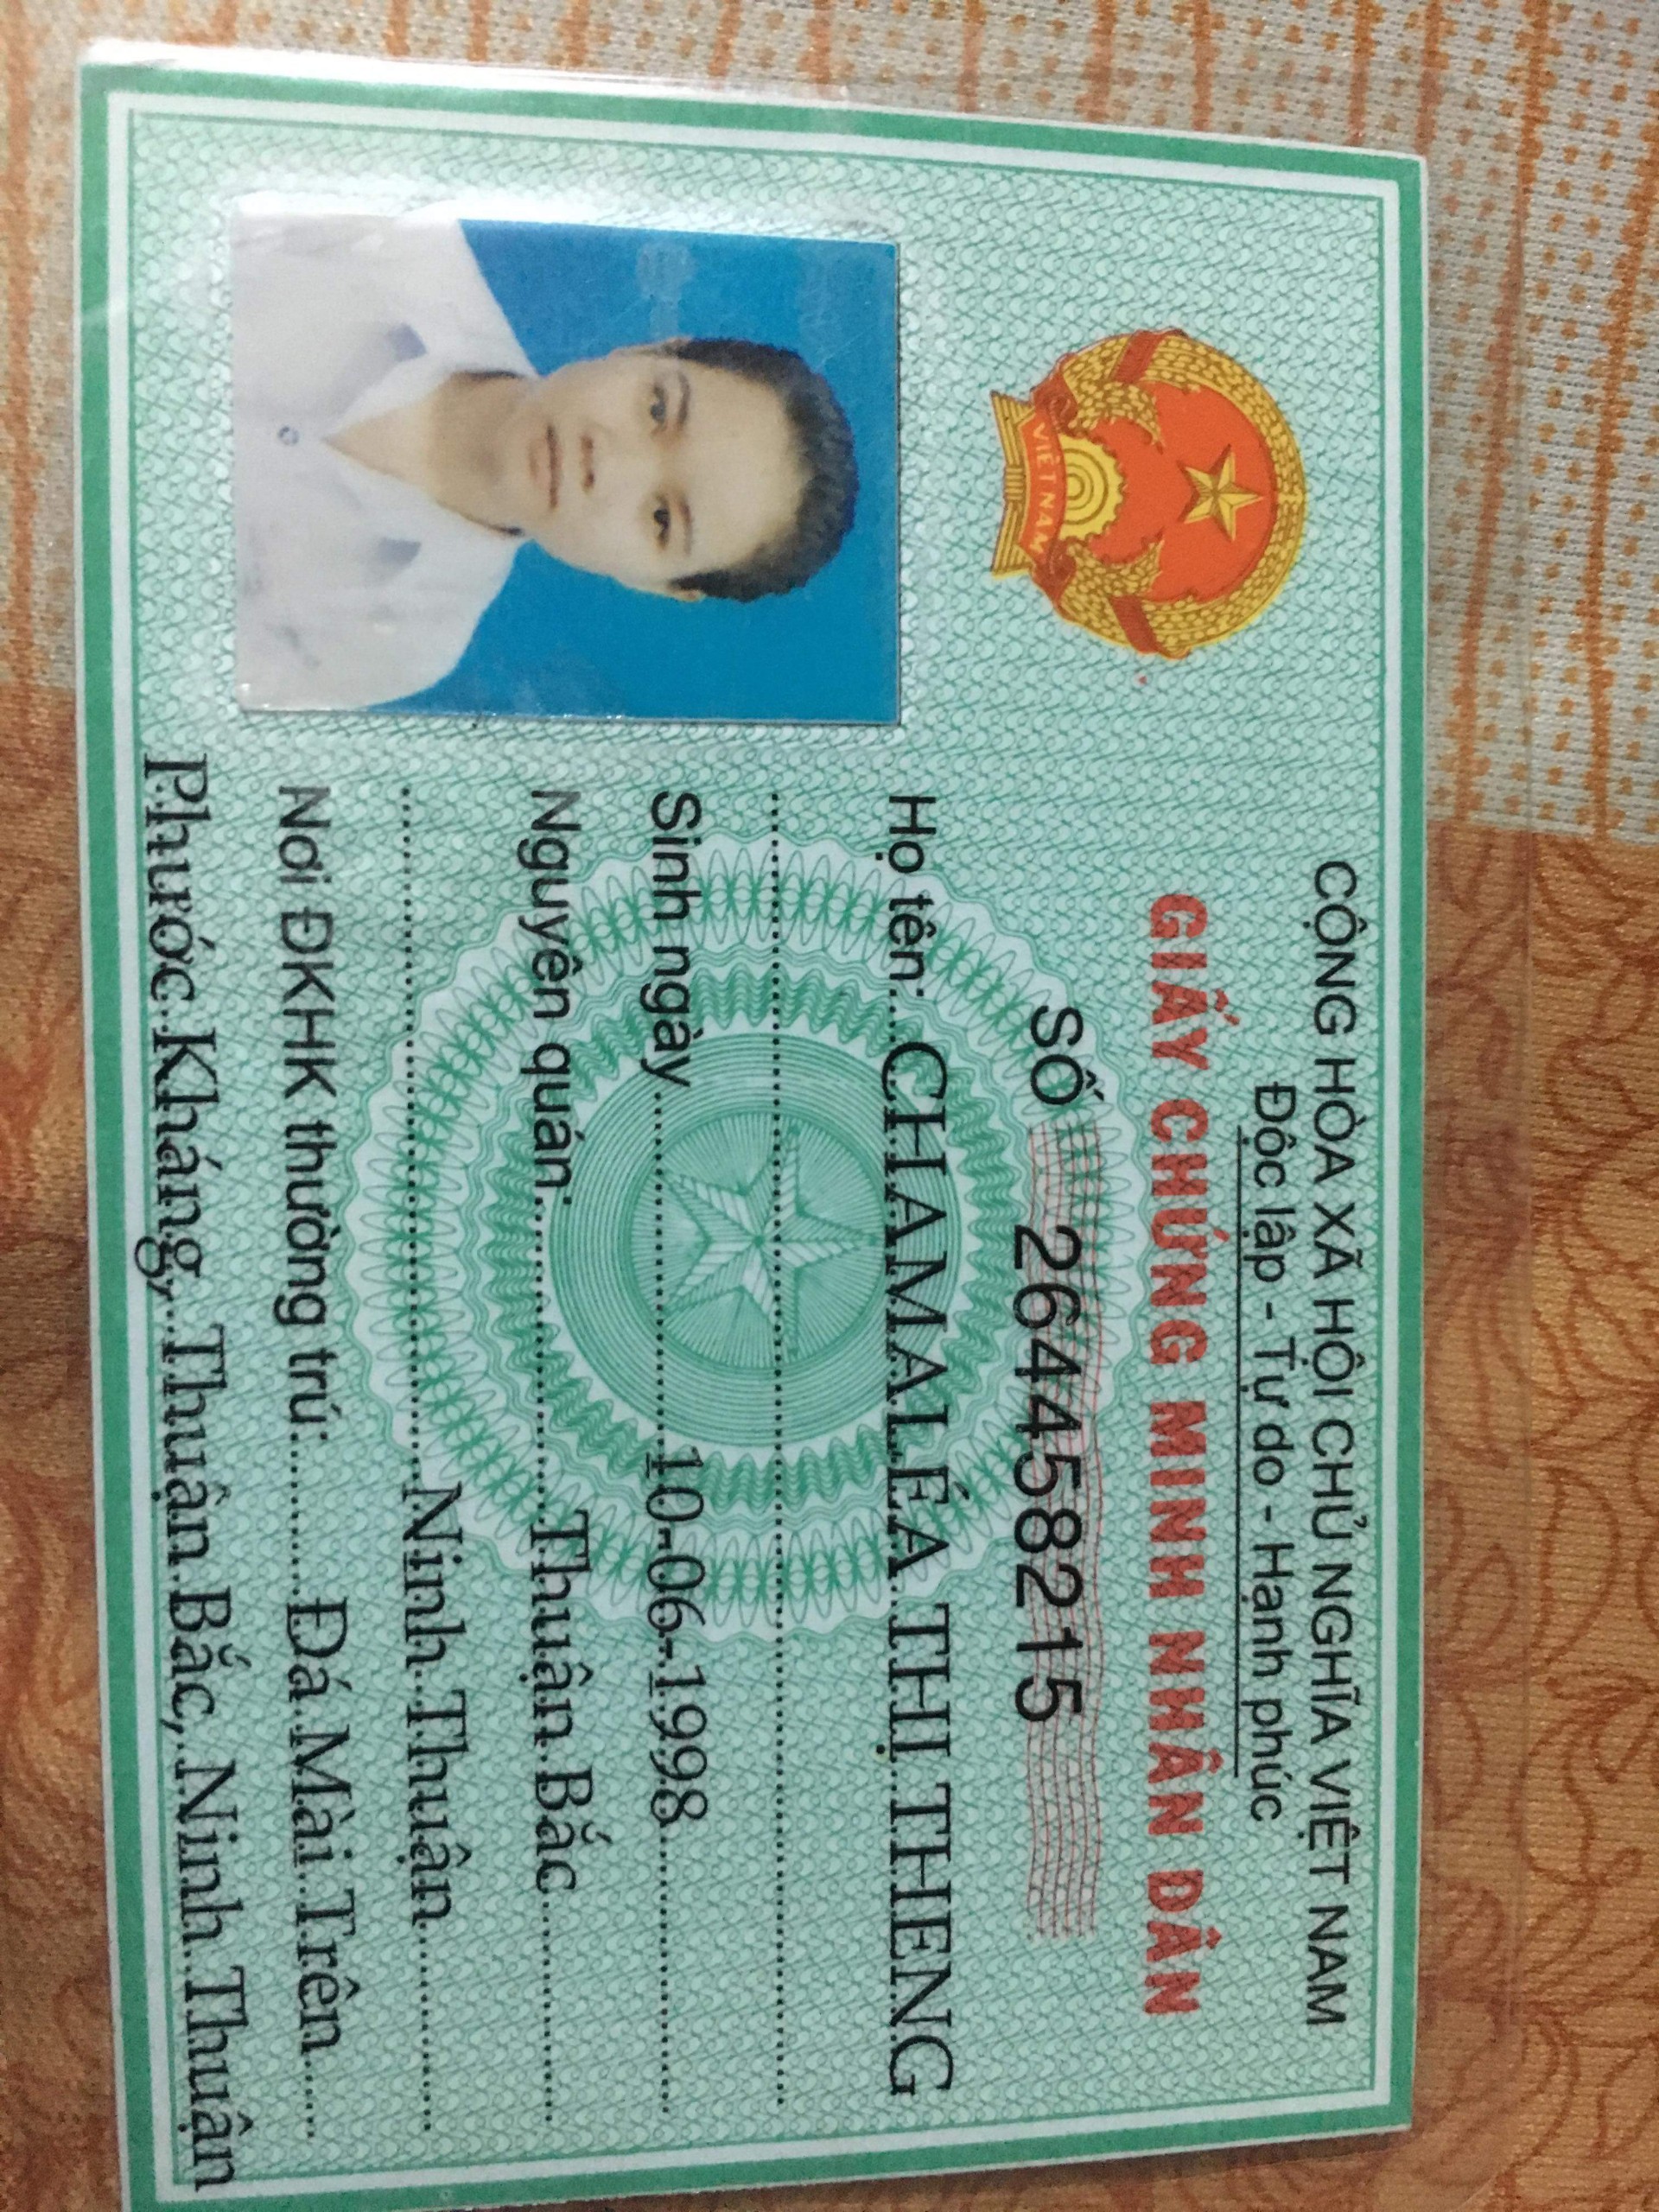 CỘNG HÒA XÃ HỘI CHỦ NGHĨA VIỆT NAM
Độc lập - Tự do - Hạnh phúc
GIẤY CHỨNG MINH NHÂN DÂN
SỐ 264458215
Họ tên: CHAMALÉA THỊ THENG
Sinh ngày 10-06-1998
Nguyên quán: Thuận Bắc
Ninh Thuận
Nơi ĐKHK thường trú: Đá Mài Trên
Phước Kháng, Thuận Bắc, Ninh Thuận
VIỆT NAM